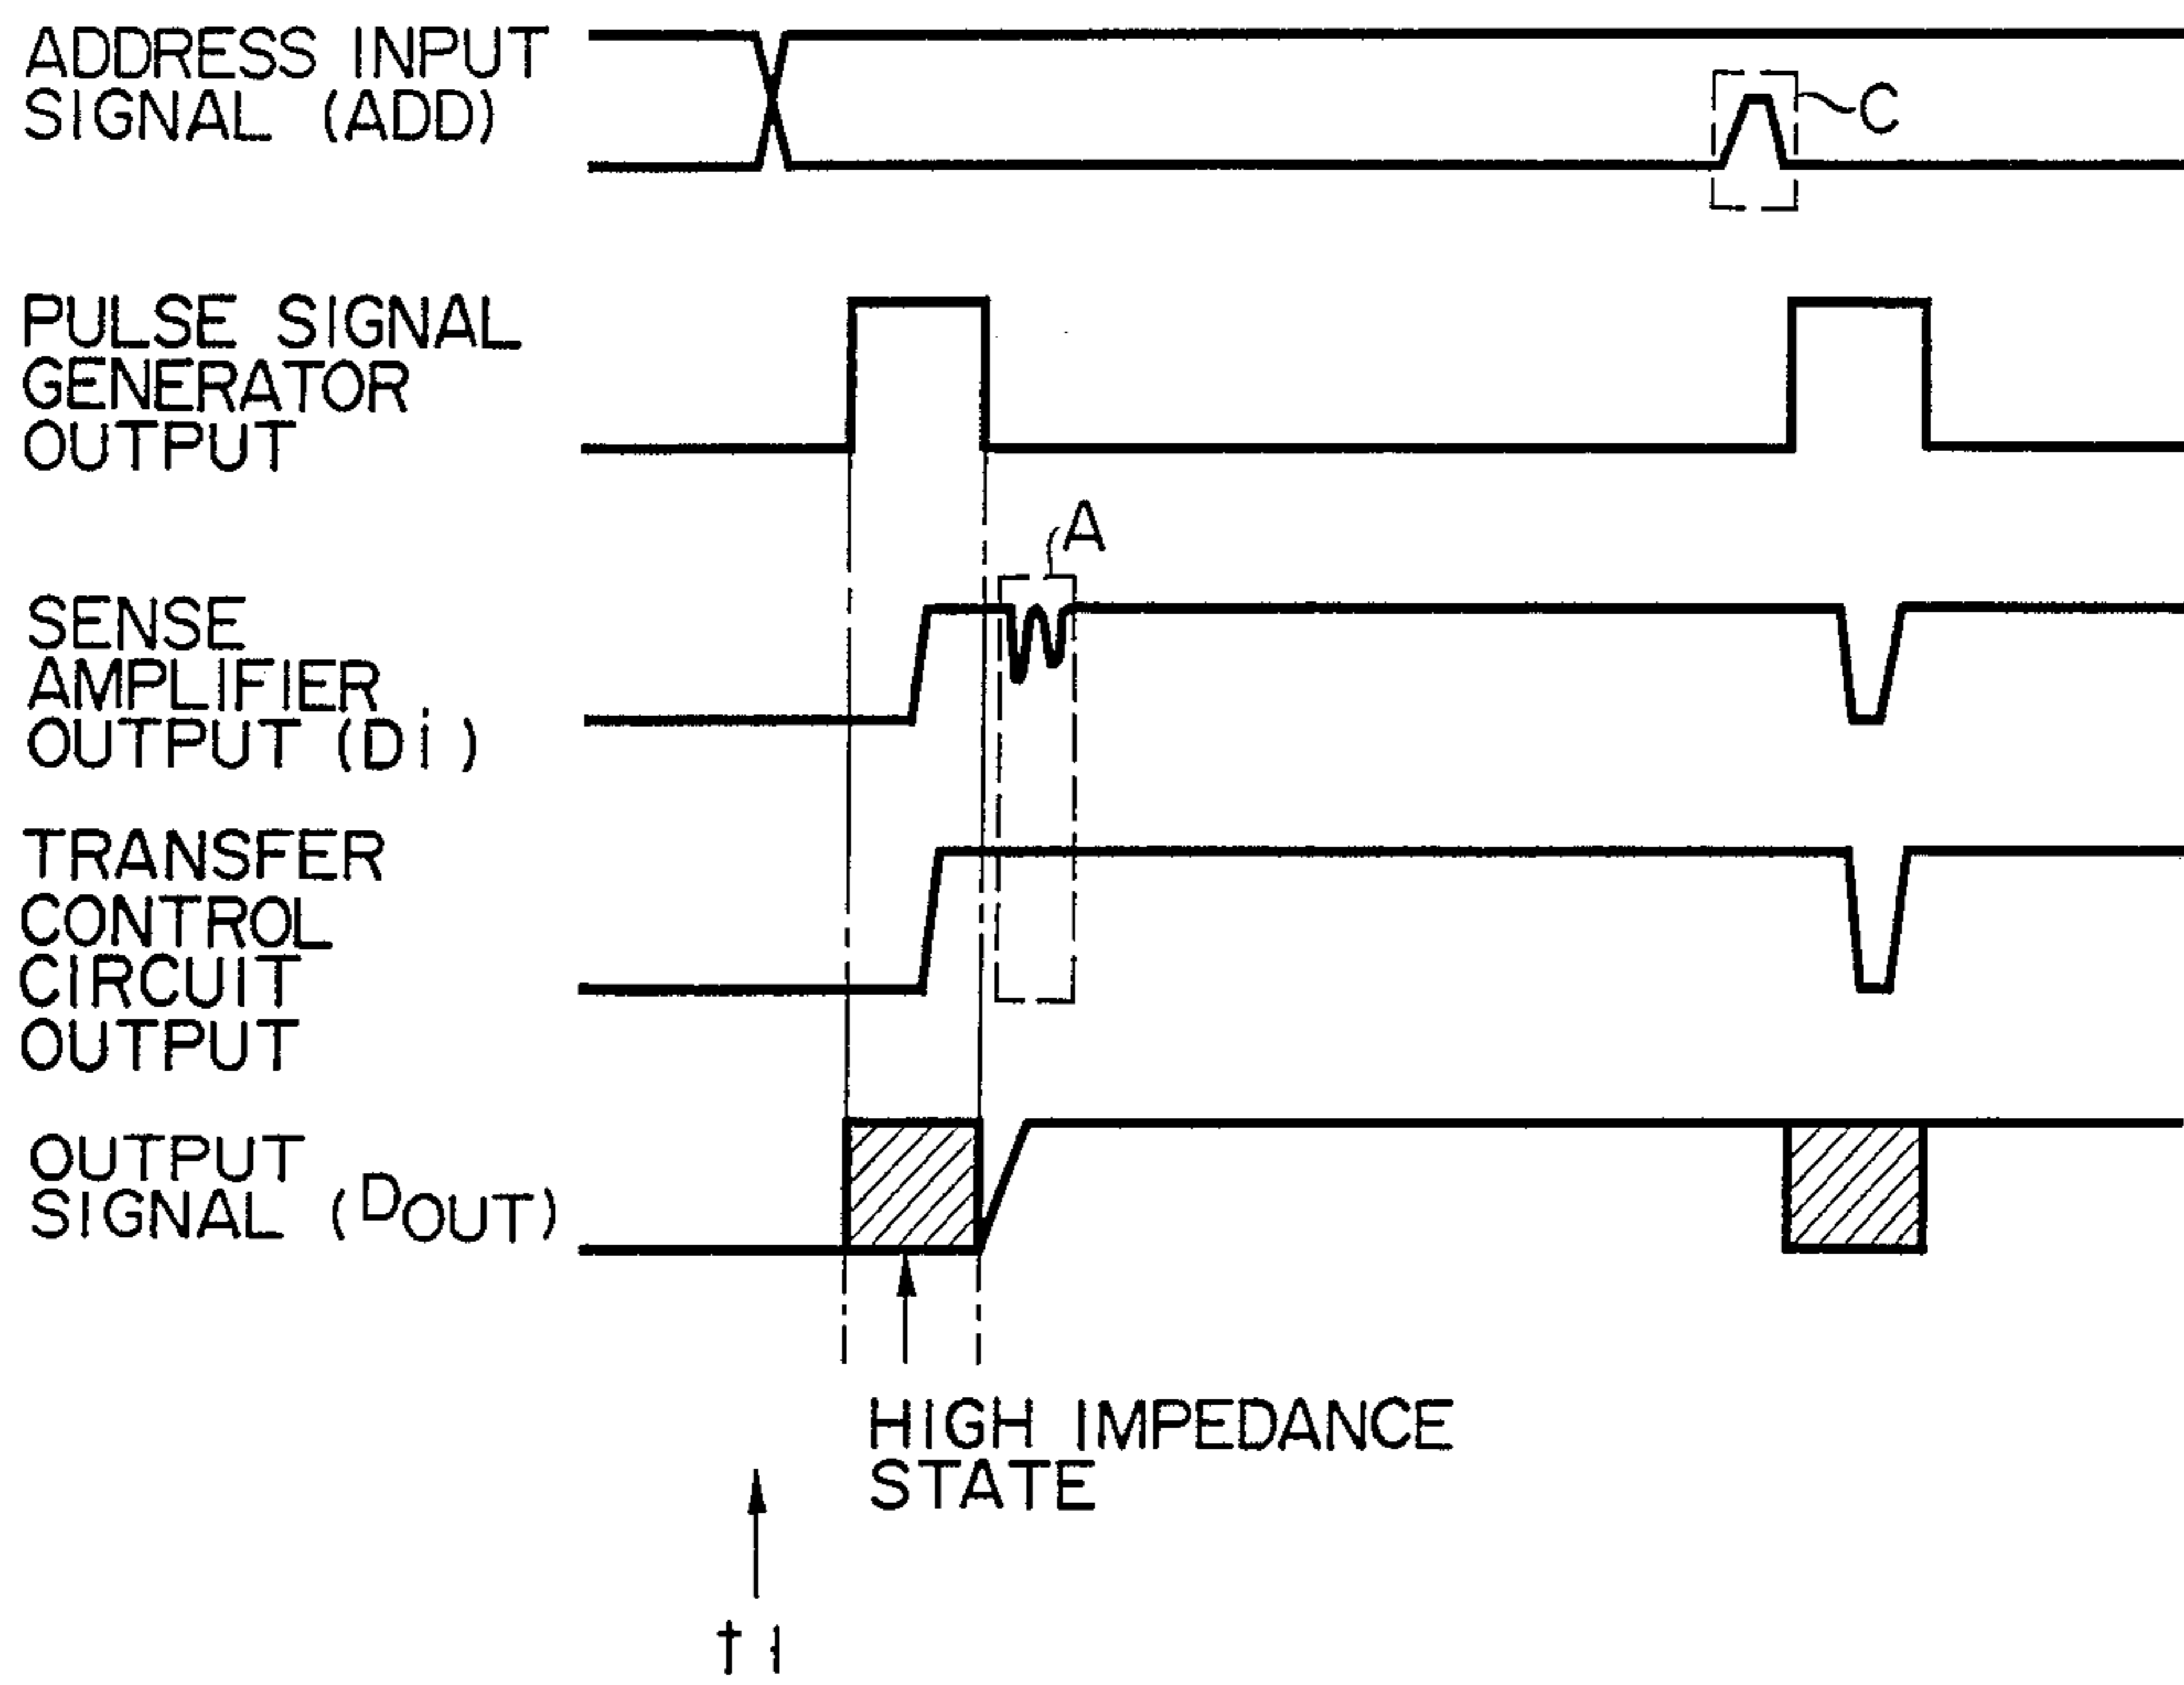 ADDRESS INPUT
SIGNAL (ADD)
C
PULSE SIGNAL
GENERATOR
OUTPUT
A
SENSE
AMPLIFIER
OUTPUT (Di)
TRANSFER
CONTROL
CIRCUIT
OUTPUT
OUTPUT
SIGNAL (DOUT)
HIGH IMPEDANCE
STATE
t1